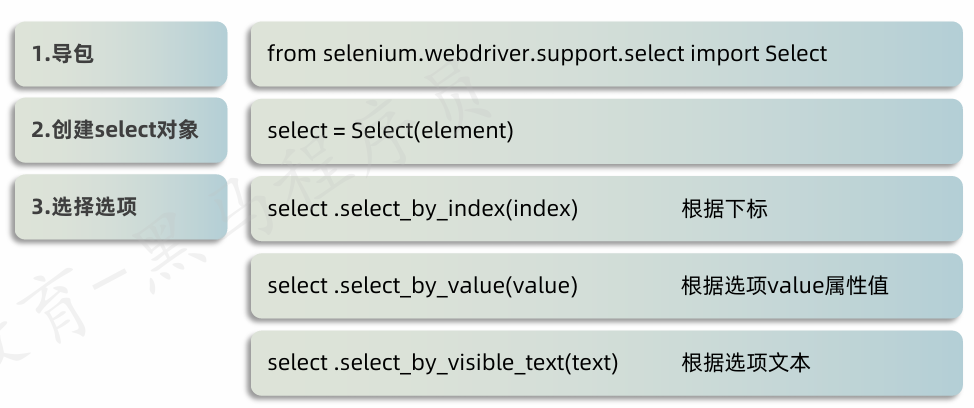 1.导包
from selenium.webdriver.support.select import Select
2.创建select对象
select = Select(element)
3.选择选项
select .select_by_index(index) 根据下标
select .select_by_value(value) 根据选项value属性值
select .select_by_visible_text(text) 根据选项文本
育-黑马程序员